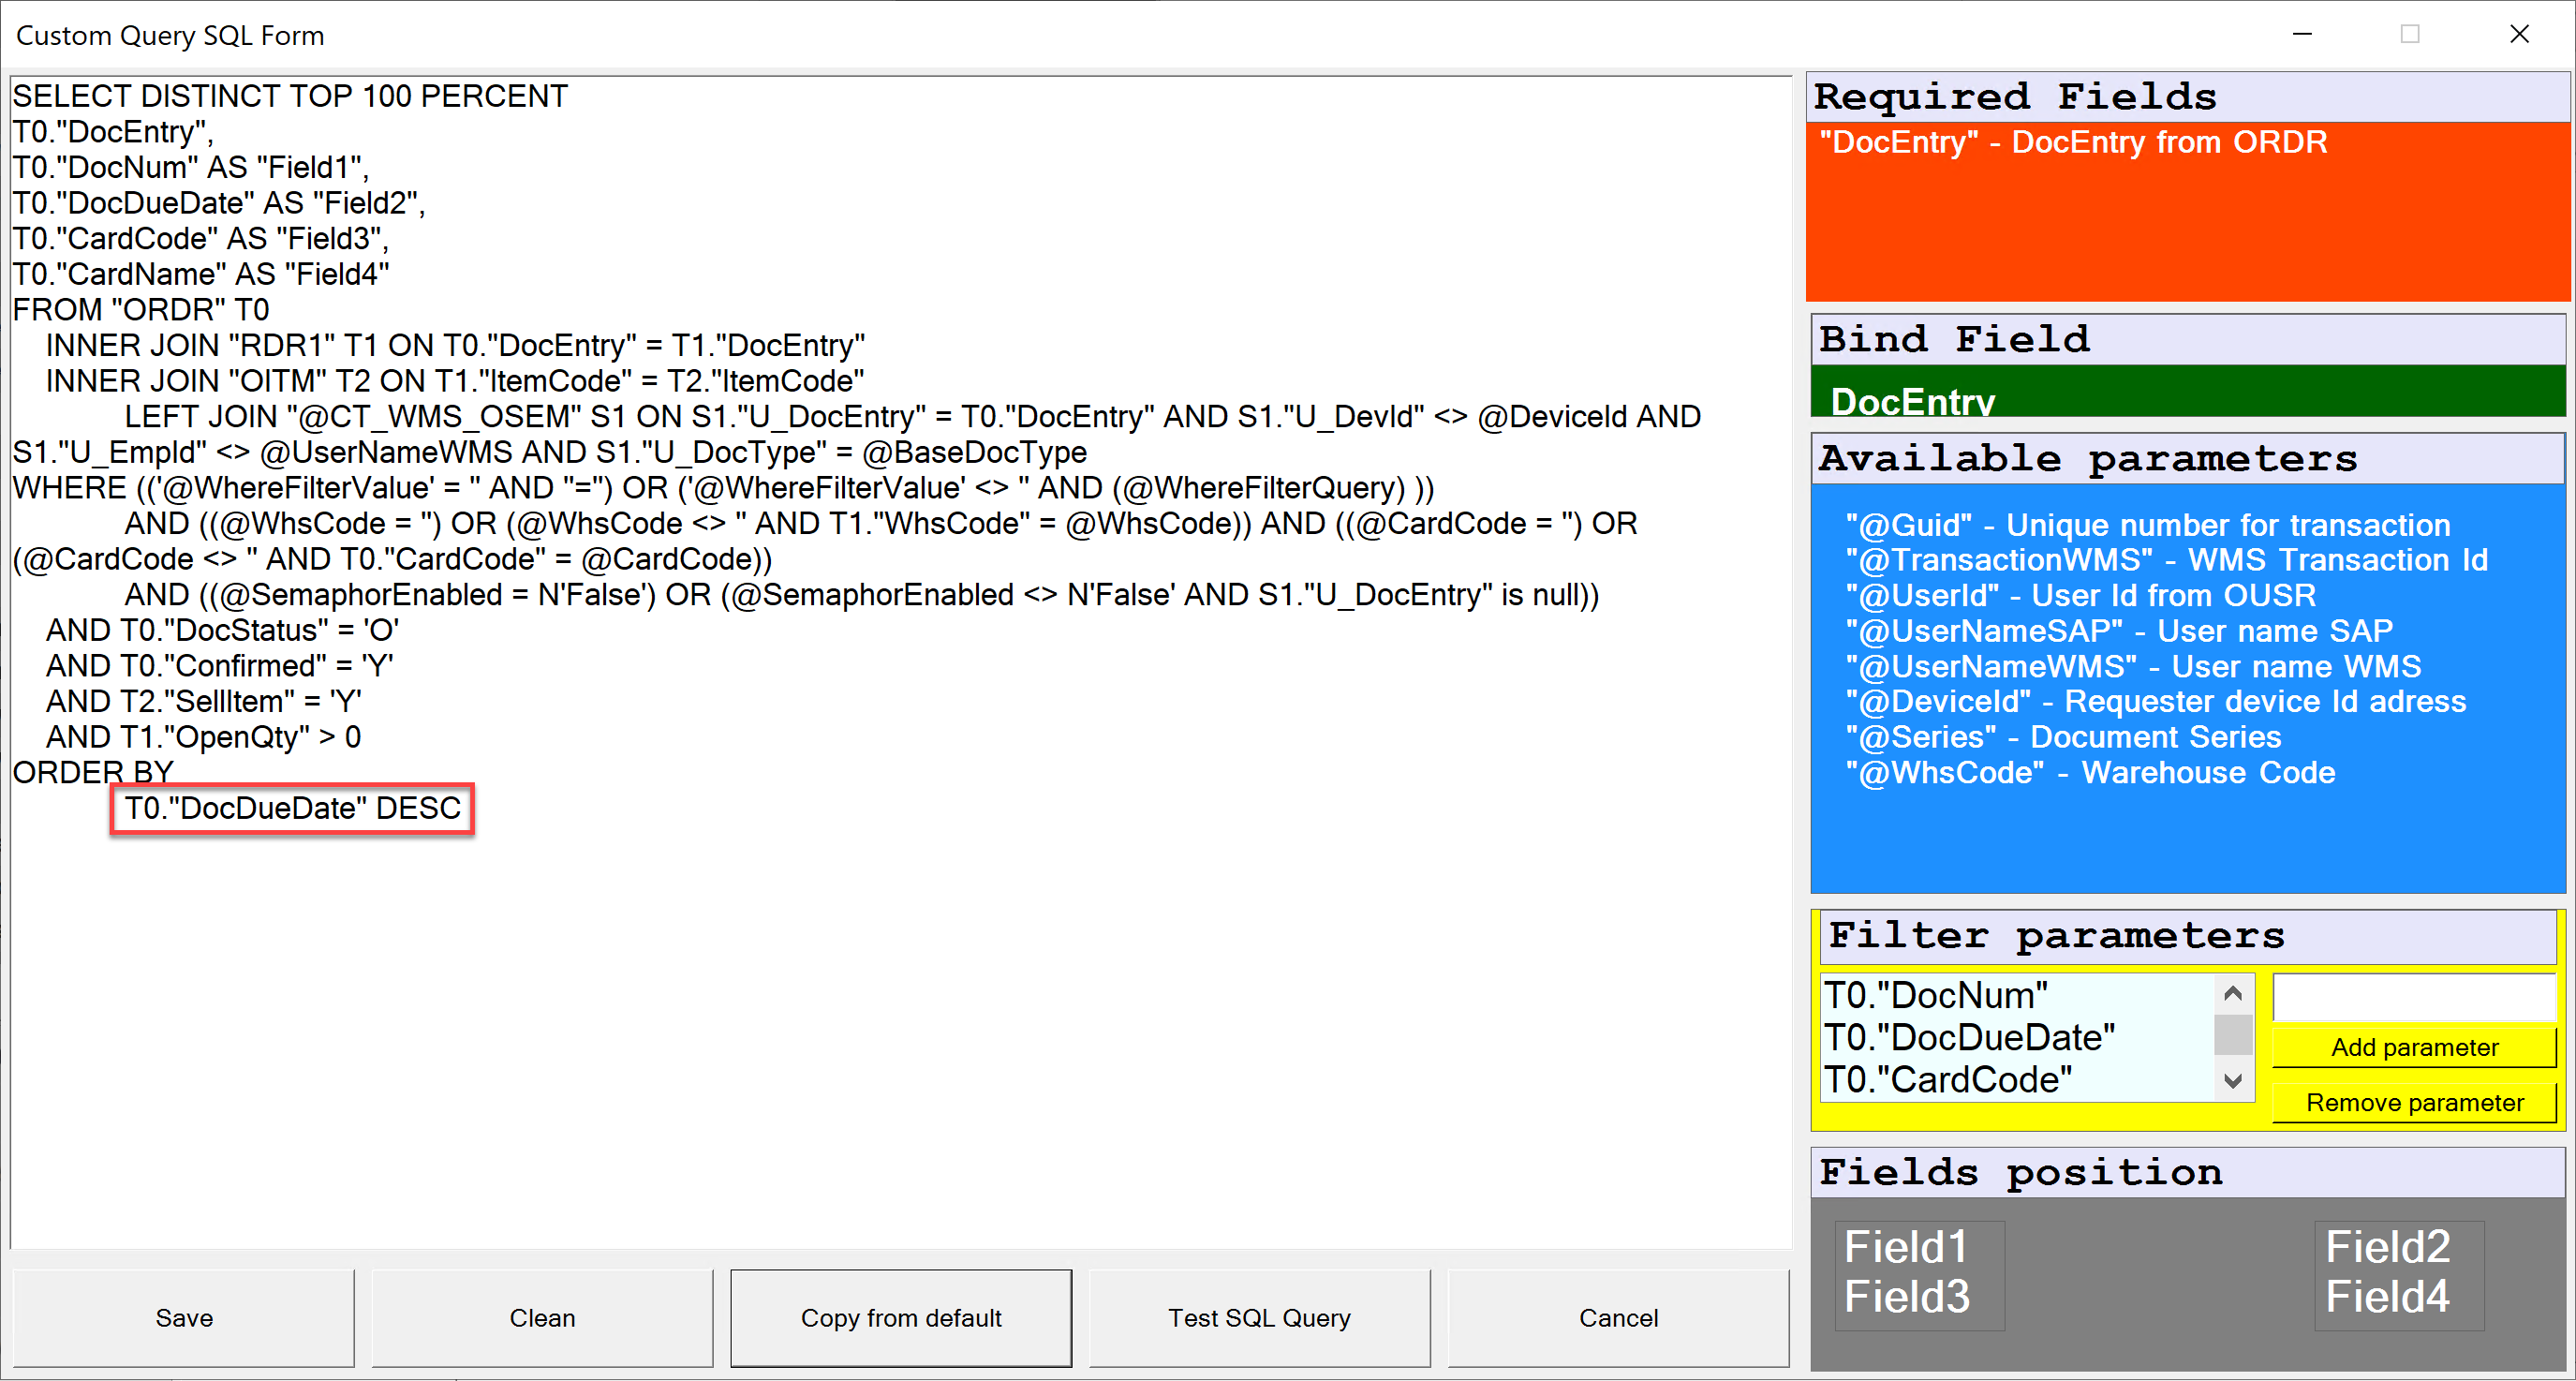 Custom Query SQL Form
SELECT DISTINCT TOP 100 PERCENT
T0."DocEntry",
T0."DocNum" AS "Field1",
T0."DocDueDate" AS "Field2",
T0."CardCode" AS "Field3",
T0."CardName" AS "Field4"
FROM "ORDR" T0
INNER JOIN "RDR1" T1 ON T0."DocEntry" = T1."DocEntry"
INNER JOIN "OITM" T2 ON T1."ItemCode" = T2."ItemCode"
LEFT JOIN "@CT_WMS_OSEM" S1 ON S1."U_DocEntry" = T0."DocEntry" AND S1."U_DevId" <> @DeviceId AND
S1."U_EmpId" <> @UserNameWMS AND S1."U_DocType" = @BaseDocType
WHERE (('@WhereFilterValue' = '' AND ''='') OR ('@WhereFilterValue' <> '' AND (@WhereFilterQuery) ))
AND ((@WhsCode = '') OR (@WhsCode <> '' AND T1."WhsCode" = @WhsCode)) AND ((@CardCode = '') OR
(@CardCode <> '' AND T0."CardCode" = @CardCode))
AND ((@SemaphorEnabled = N'False') OR (@SemaphorEnabled <> N'False' AND S1."U_DocEntry" is null))
AND T0."DocStatus" = 'O'
AND T0."Confirmed" = 'Y'
AND T2."SellItem" = 'Y'
AND T1."OpenQty" > 0
ORDER BY
T0."DocDueDate" DESC
Save
Clean
Copy from default
Test SQL Query
Cancel
Required Fields
"DocEntry" - DocEntry from ORDR
Bind Field
DocEntry
Available parameters
"@Guid" - Unique number for transaction
"@TransactionWMS" - WMS Transaction Id
"@UserId" - User Id from OUSR
"@UserNameSAP" - User name SAP
"@UserNameWMS" - User name WMS
"@DeviceId" - Requester device Id adress
"@Series" - Document Series
"@WhsCode" - Warehouse Code
Filter parameters
T0."DocNum"
T0."DocDueDate"
T0."CardCode"
Add parameter
Remove parameter
Fields position
Field1 Field2
Field3 Field4